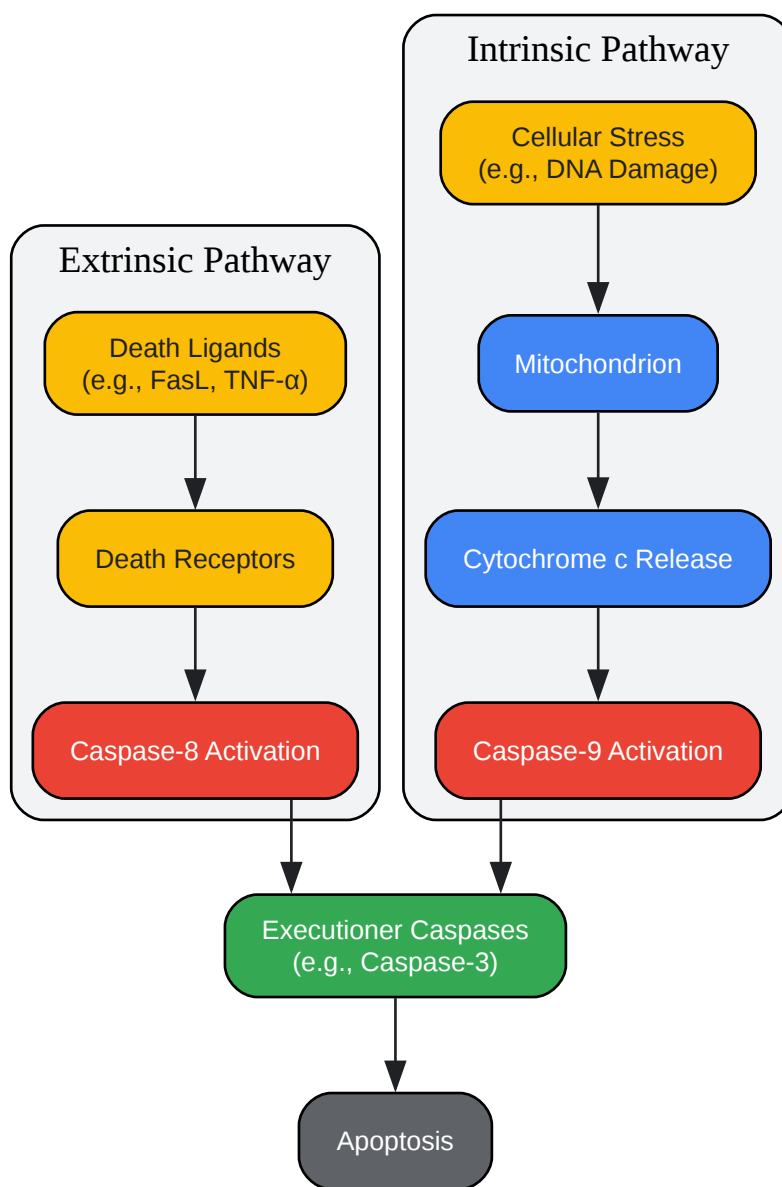 Extrinsic Pathway
Death Ligands
(e.g., FasL, TNF-α)
Death Receptors
Caspase-8 Activation
Intrinsic Pathway
Cellular Stress
(e.g., DNA Damage)
Mitochondrion
Cytochrome c Release
Caspase-9 Activation
Executioner Caspases
(e.g., Caspase-3)
Apoptosis